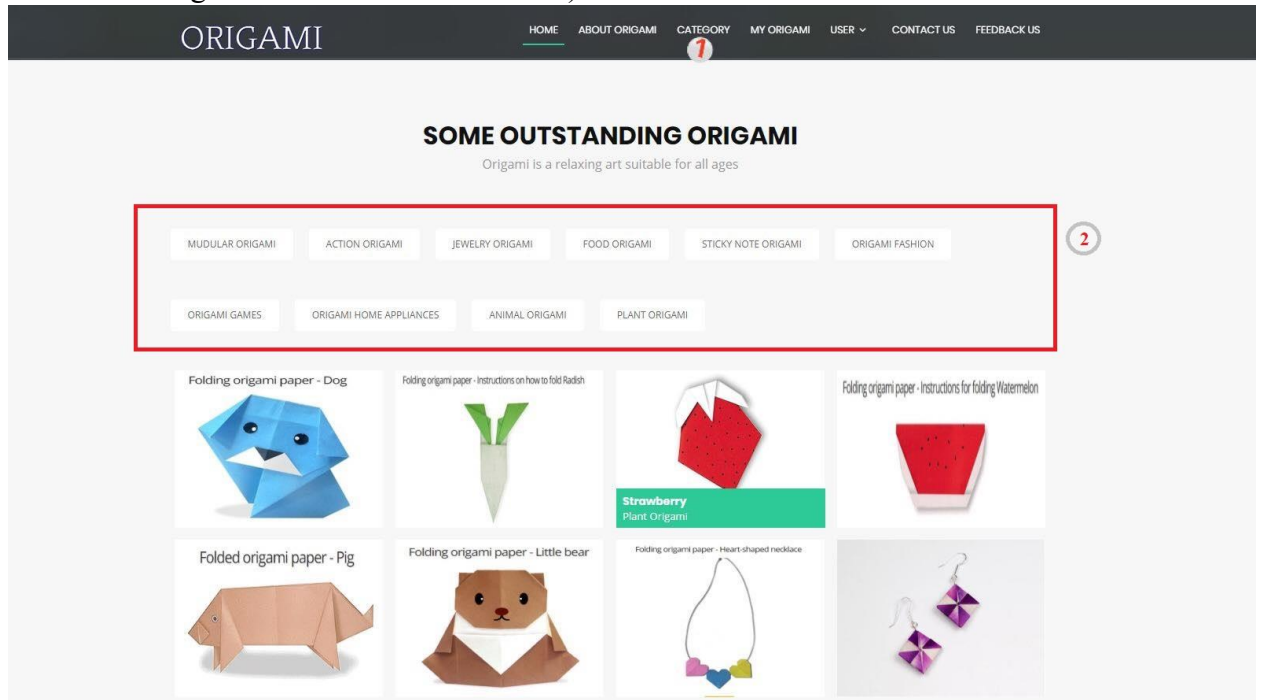 ORIGAMI
HOME ABOUT ORIGAMI CATEGORY MY ORIGAMI USER CONTACT US FEEDBACK US
1
SOME OUTSTANDING ORIGAMI
Origami is a relaxing art suitable for all ages
2
MUDULAR ORIGAMI ACTION ORIGAMI JEWELRY ORIGAMI FOOD ORIGAMI STICKY NOTE ORIGAMI ORIGAMI FASHION
ORIGAMI GAMES ORIGAMI HOME APPLIANCES ANIMAL ORIGAMI PLANT ORIGAMI
Folding origami paper - Dog
Folding origami paper - Instructions on how to fold Radish
Strawberry
Plant Origami
Folding origami paper - Instructions for folding Watermelon
Folded origami paper - Pig
Folding origami paper - Little bear
Folding origami paper - Heart-shaped necklace